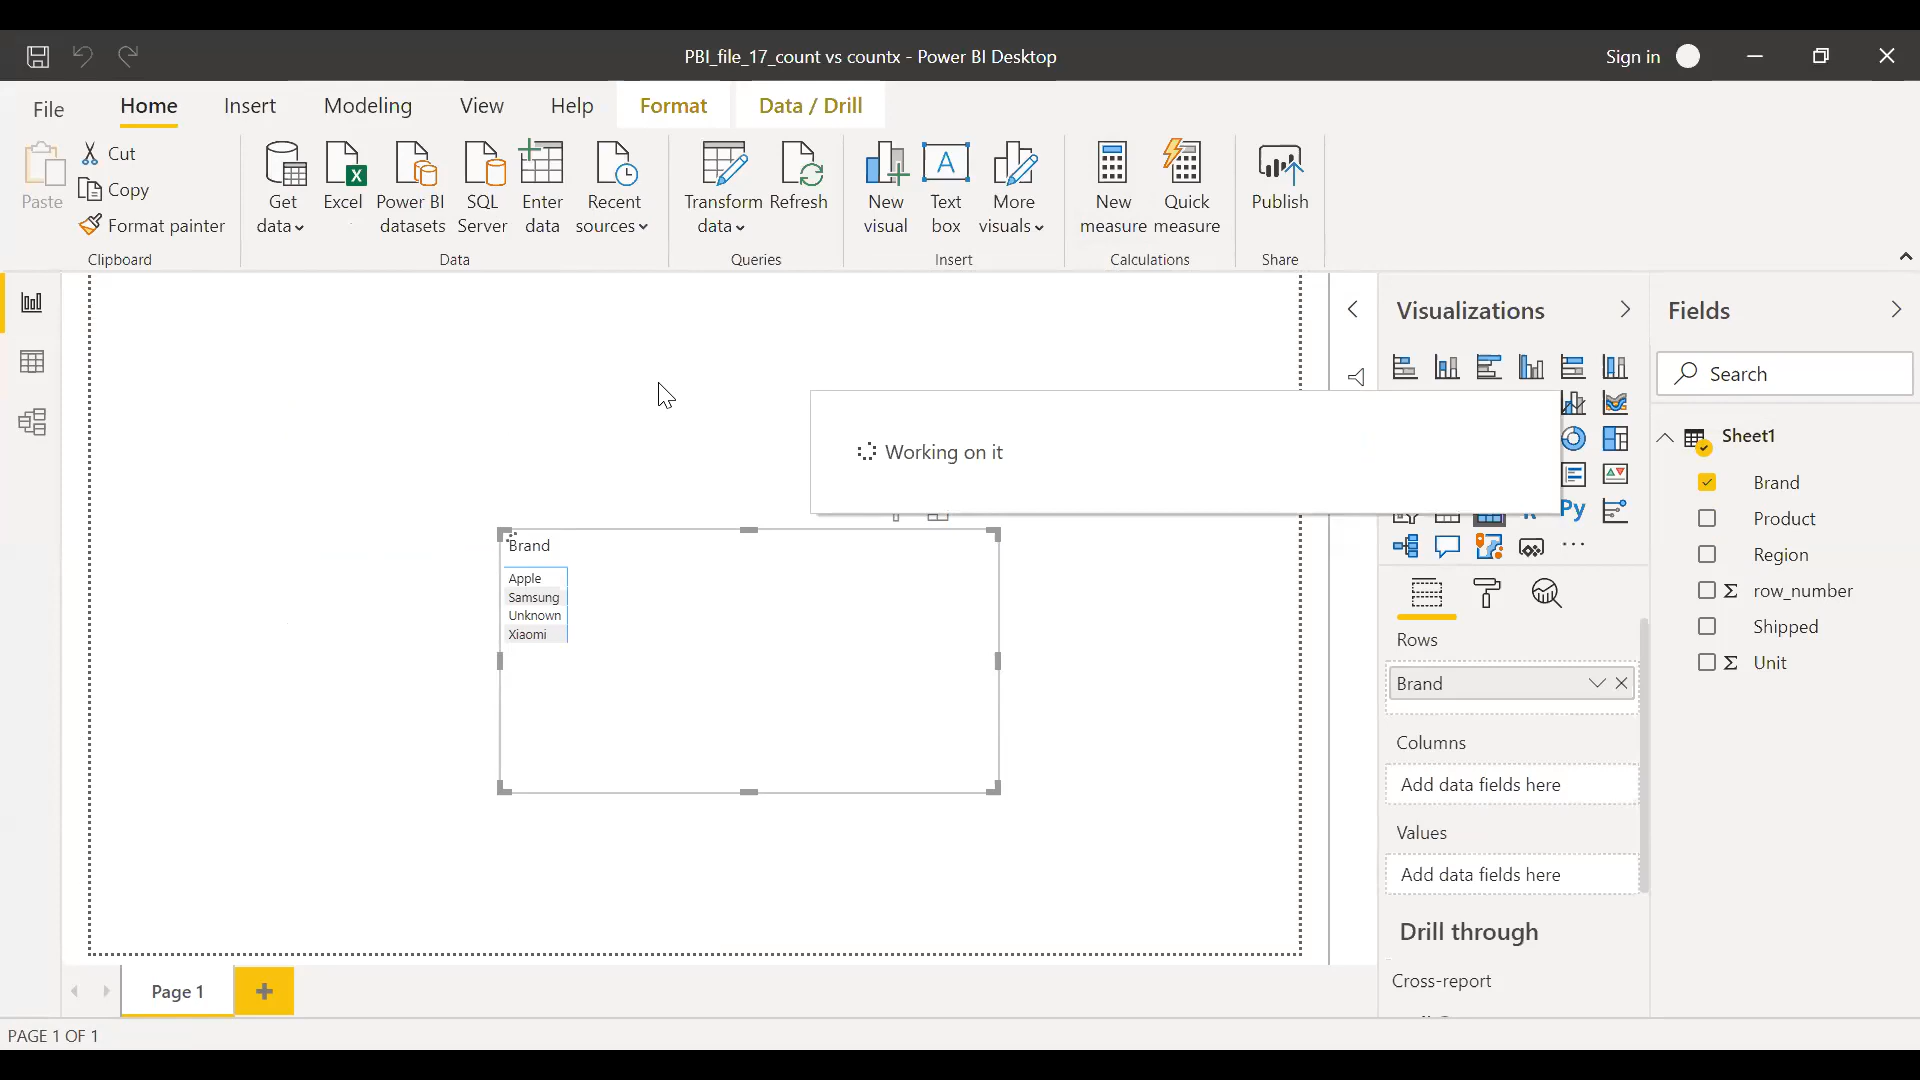 PBI_file_17_count vs countx - Power BI Desktop
Sign in
File
Home
Insert
Modeling
View
Help
Format
Data / Drill
Paste
Cut
Copy
Format painter
Clipboard
Get data
Excel
Power BI datasets
SQL Server
Enter data
Recent sources
Data
Transform data
Refresh
Queries
New visual
Text box
More visuals
Insert
New measure
Quick measure
Calculations
Publish
Share
Working on it
Brand
Apple
Samsung
Unknown
Xiaomi
Visualizations
Py
Rows
Brand
Columns
Add data fields here
Values
Add data fields here
Drill through
Cross-report
Fields
Search
Sheet1
Brand
Product
Region
Σ row_number
Shipped
Σ Unit
Page 1
PAGE 1 OF 1